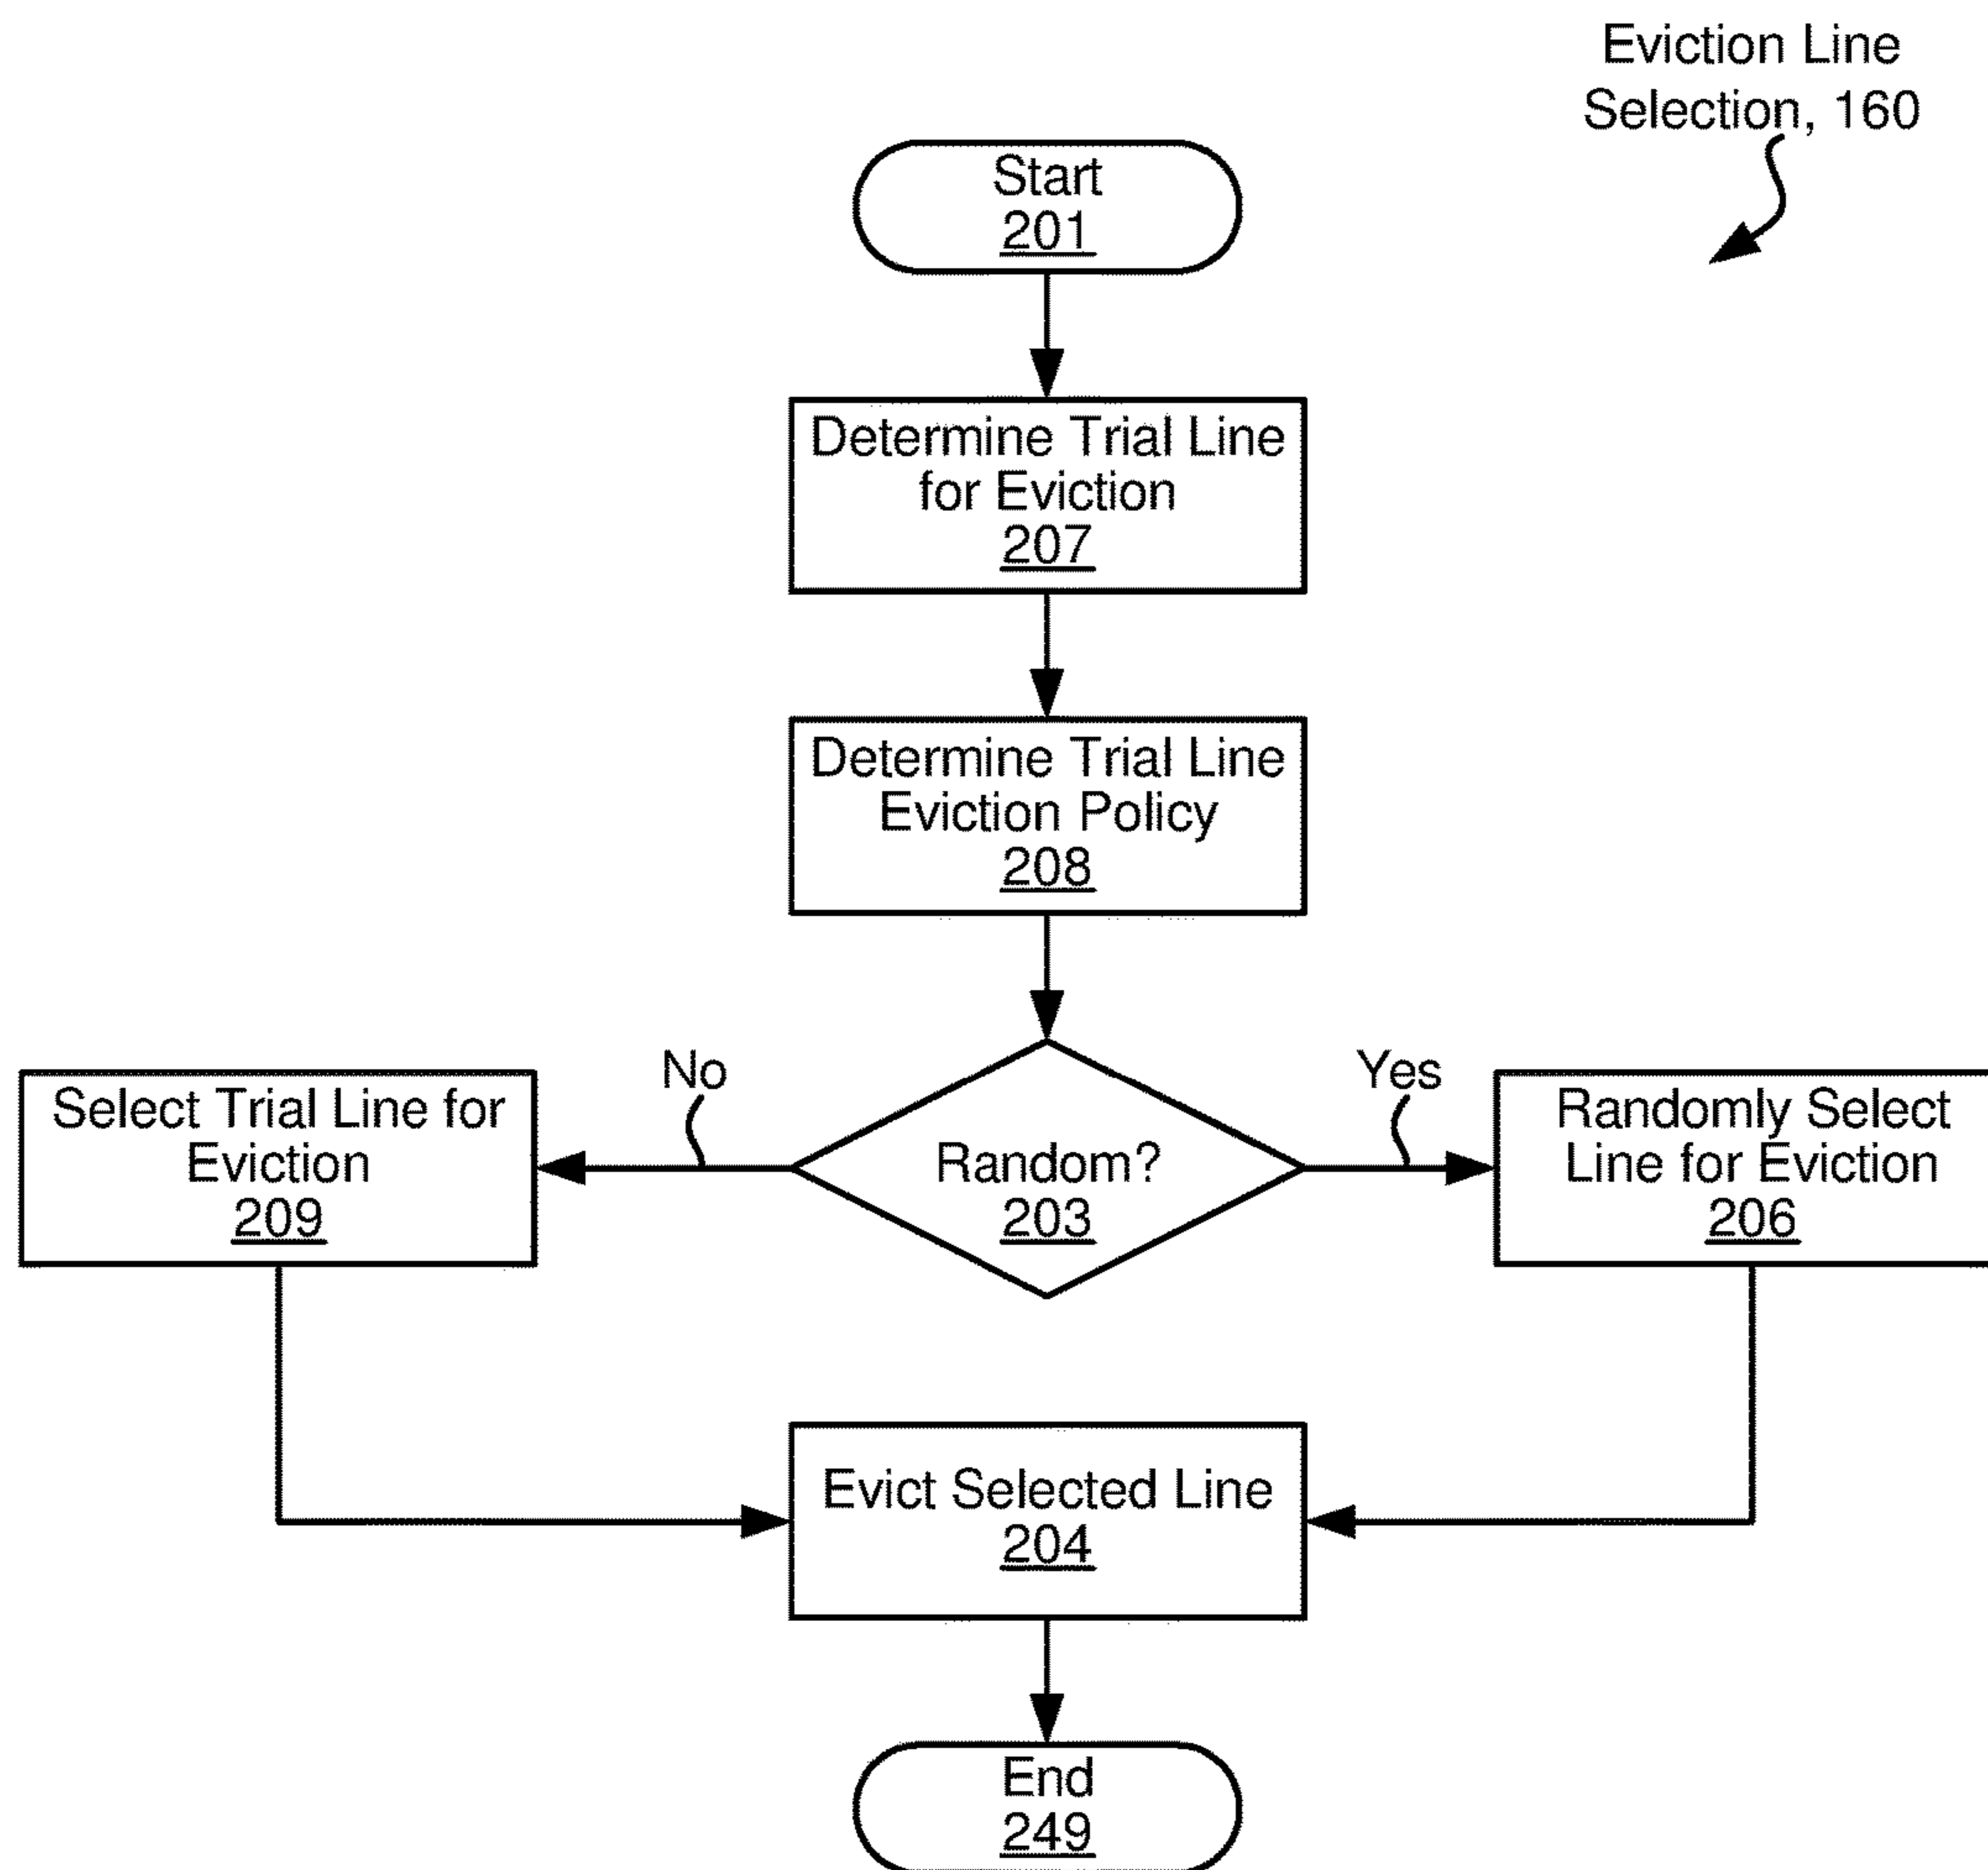 Eviction Line
Selection, 160
Start
201
Determine Trial Line
for Eviction
207
Determine Trial Line
Eviction Policy
208
No
Yes
Select Trial Line for
Eviction
209
Random?
203
Randomly Select
Line for Eviction
206
Evict Selected Line
204
End
249